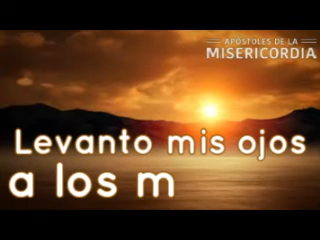 APÓSTOLES DE LA
MISERICORDIA
Levanto mis ojos
a los m